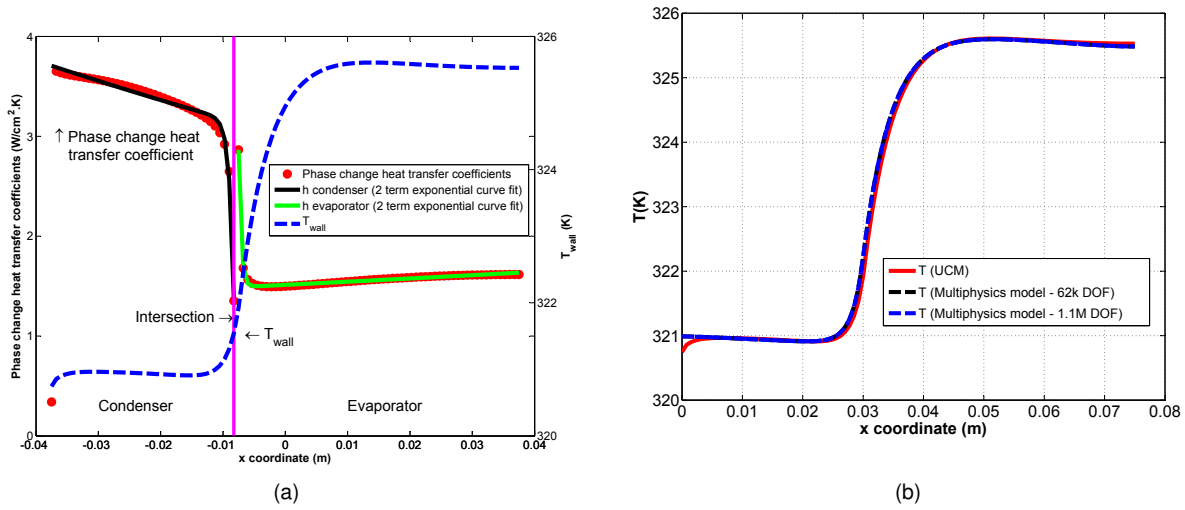 4
3
2
1
0
Phase change heat transfer coefficients (W/cm².K)
326
324
322
320
T_wall (K)
↑ Phase change heat
transfer coefficient
Phase change heat transfer coefficients
h condenser (2 term exponential curve fit)
h evaporator (2 term exponential curve fit)
T_wall
Intersection →
← T_wall
Condenser
Evaporator
-0.04 -0.03 -0.02 -0.01 0 0.01 0.02 0.03 0.04
x coordinate (m)
(a)
326
325
324
323
322
321
320
T(K)
T (UCM)
T (Multiphysics model - 62k DOF)
T (Multiphysics model - 1.1M DOF)
0 0.01 0.02 0.03 0.04 0.05 0.06 0.07 0.08
x coordinate (m)
(b)